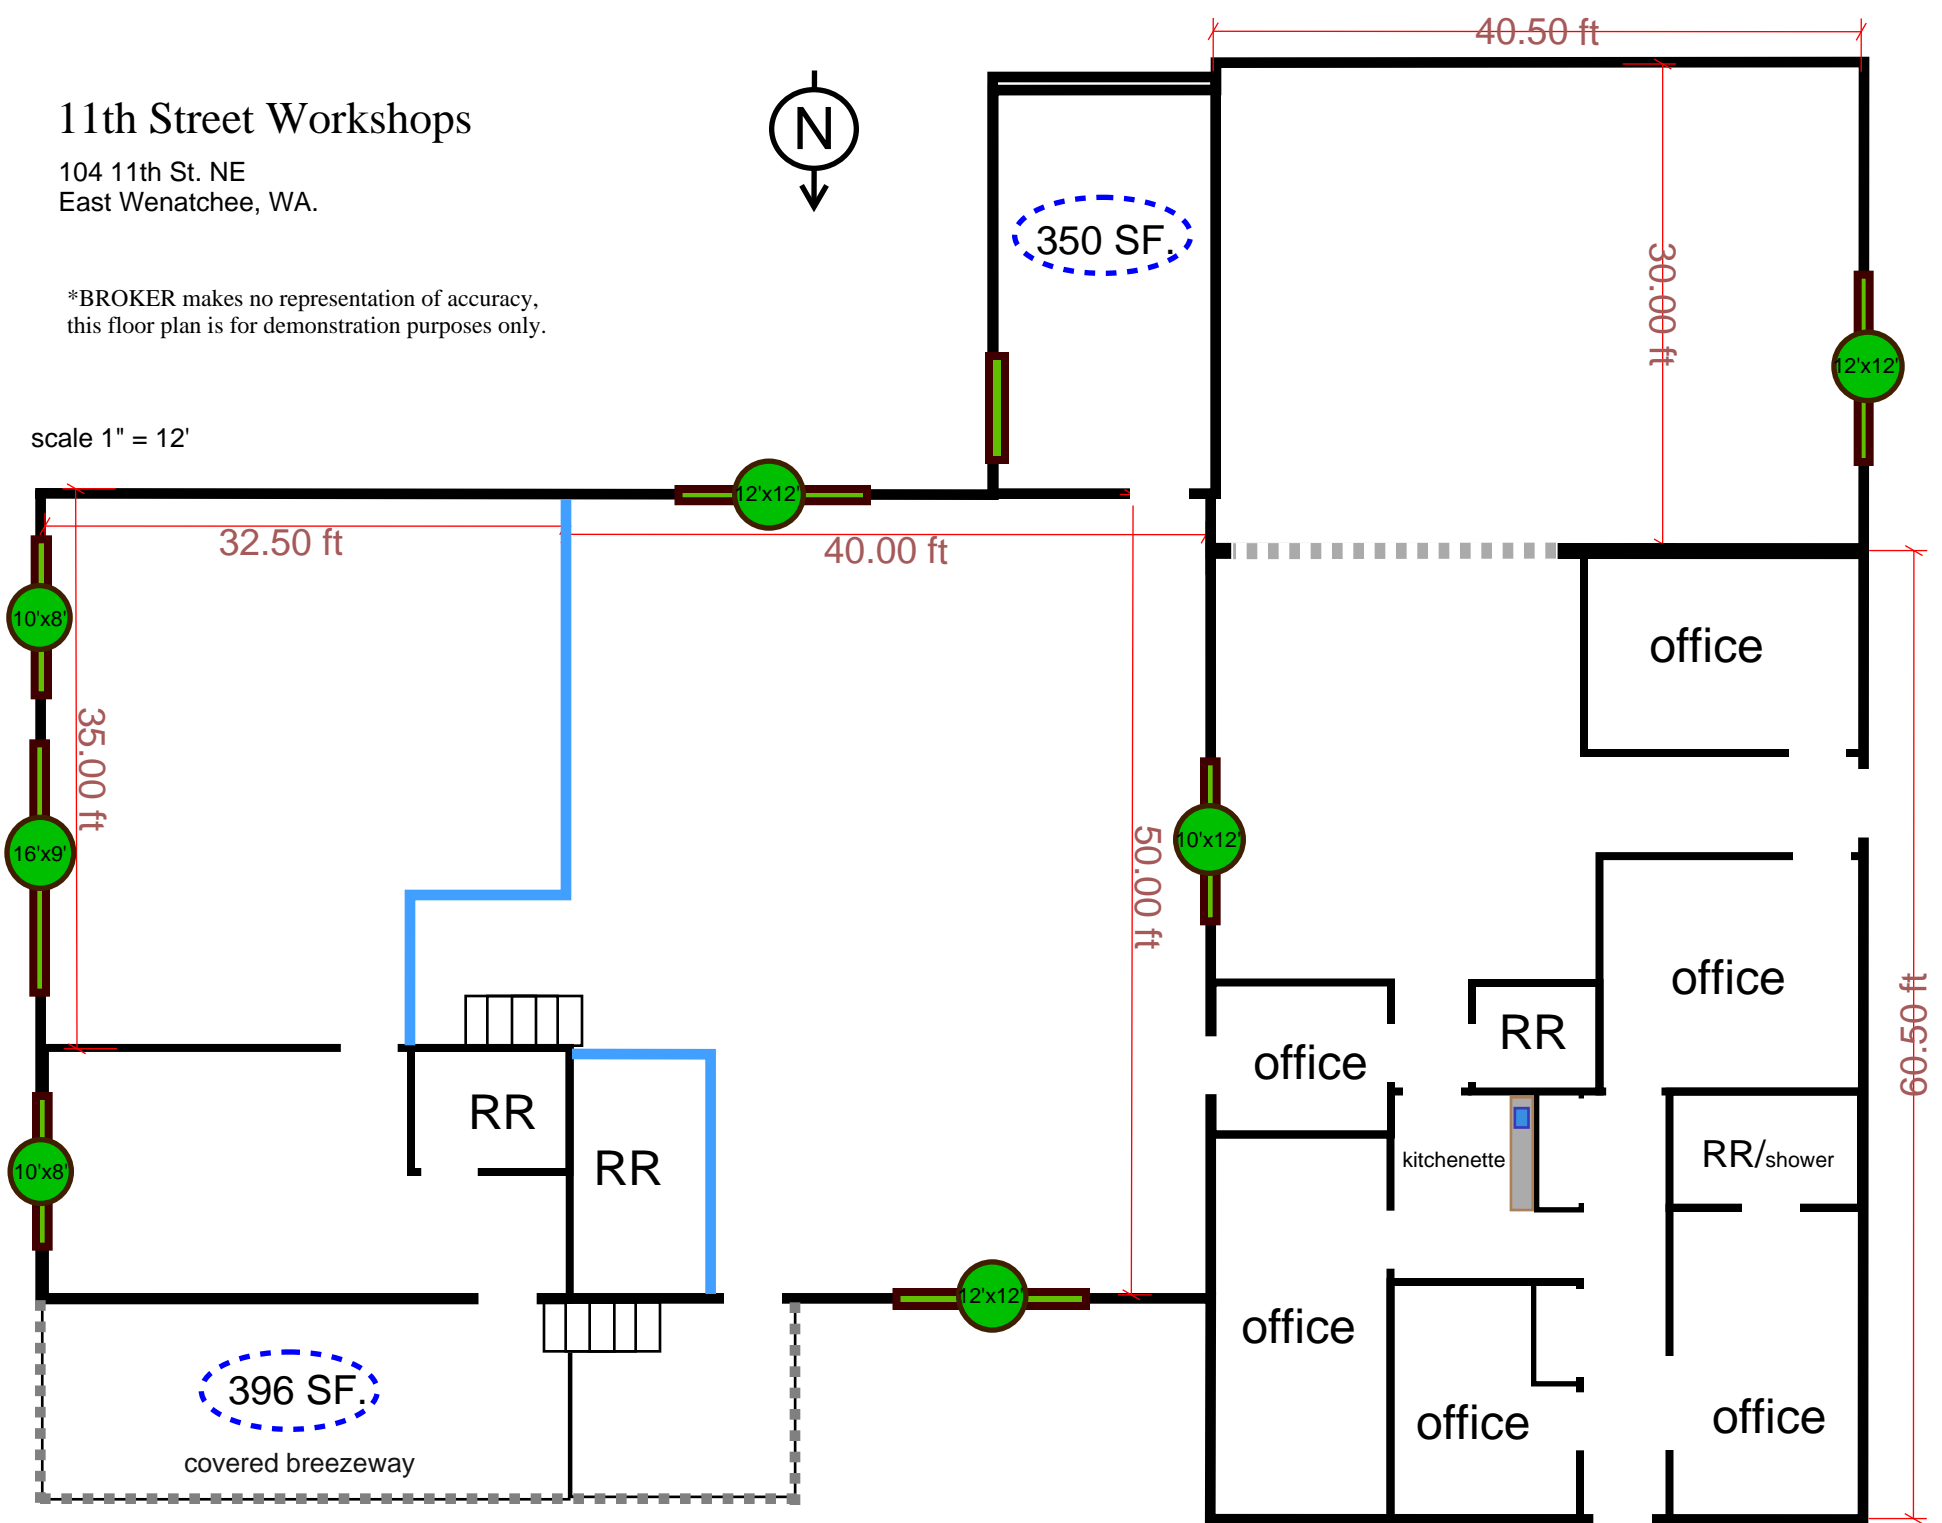 40.50 ft
11th Street Workshops
N
104 11th St. NE
East Wenatchee, WA.
350 SF.
*BROKER makes no representation of accuracy,
this floor plan is for demonstration purposes only.
30.00 ft
12'x12'
scale 1" = 12'
12'x12'
32.50 ft
40.00 ft
10'x8'
office
35.00 ft
16'x9'
10'x12'
50.00 ft
office
RR
office
60.50 ft
RR
RR
kitchenette
RR/shower
10'x8'
12'x12'
office
396 SF.
office
office
covered breezeway